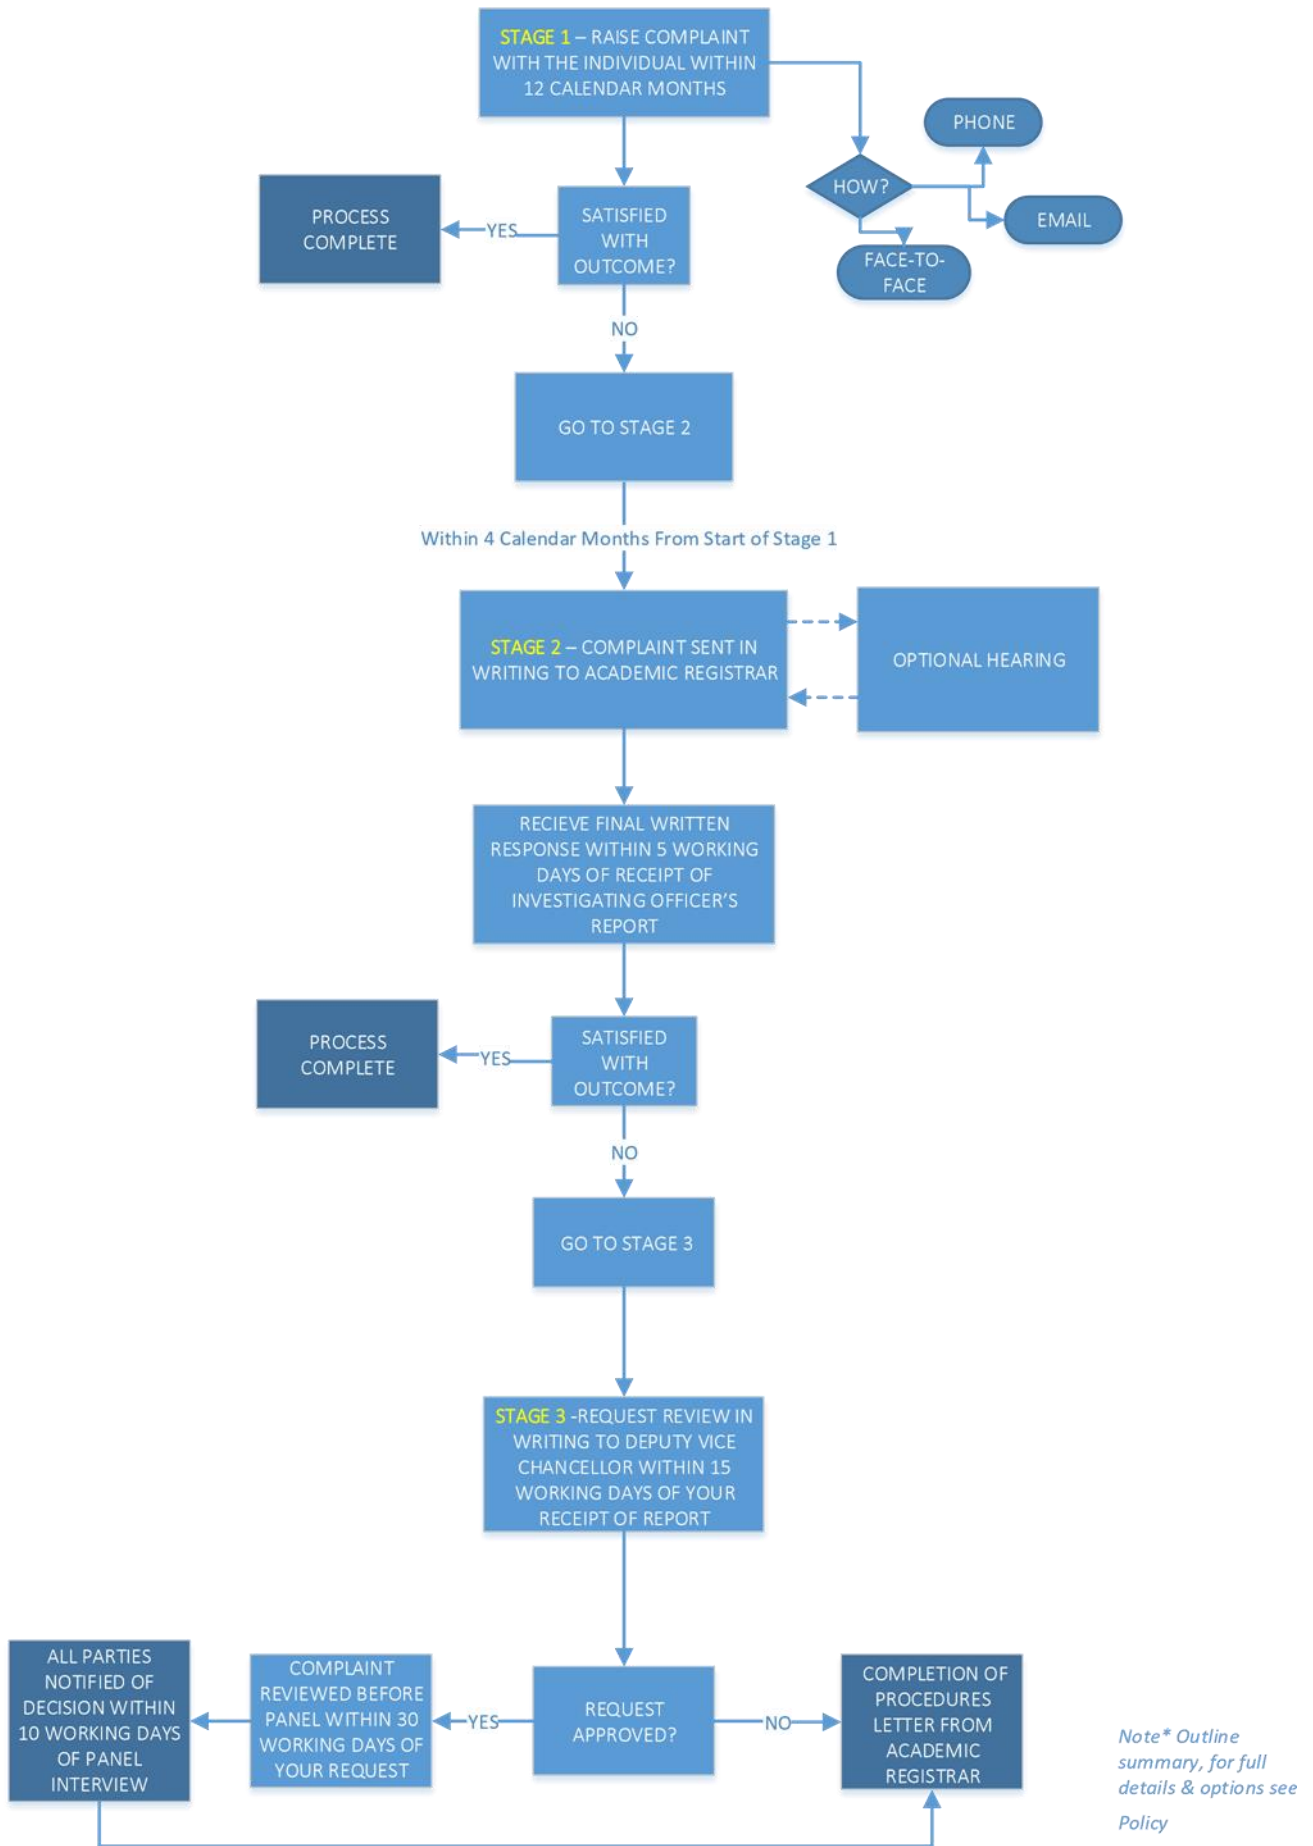 STAGE 1 – RAISE COMPLAINT
WITH THE INDIVIDUAL WITHIN
12 CALENDAR MONTHS
PHONE
HOW?
EMAIL
FACE-TO-
FACE
SATISFIED
WITH
OUTCOME?
YES
PROCESS
COMPLETE
NO
GO TO STAGE 2
Within 4 Calendar Months From Start of Stage 1
STAGE 2 – COMPLAINT SENT IN
WRITING TO ACADEMIC REGISTRAR
OPTIONAL HEARING
RECIEVE FINAL WRITTEN
RESPONSE WITHIN 5 WORKING
DAYS OF RECEIPT OF
INVESTIGATING OFFICER'S
REPORT
SATISFIED
WITH
OUTCOME?
YES
PROCESS
COMPLETE
NO
GO TO STAGE 3
STAGE 3 -REQUEST REVIEW IN
WRITING TO DEPUTY VICE
CHANCELLOR WITHIN 15
WORKING DAYS OF YOUR
RECEIPT OF REPORT
REQUEST
APPROVED?
YES
COMPLAINT
REVIEWED BEFORE
PANEL WITHIN 30
WORKING DAYS OF
YOUR REQUEST
ALL PARTIES
NOTIFIED OF
DECISION WITHIN
10 WORKING DAYS
OF PANEL
INTERVIEW
NO
COMPLETION OF
PROCEDURES
LETTER FROM
ACADEMIC
REGISTRAR
Note* Outline
summary, for full
details & options see
Policy